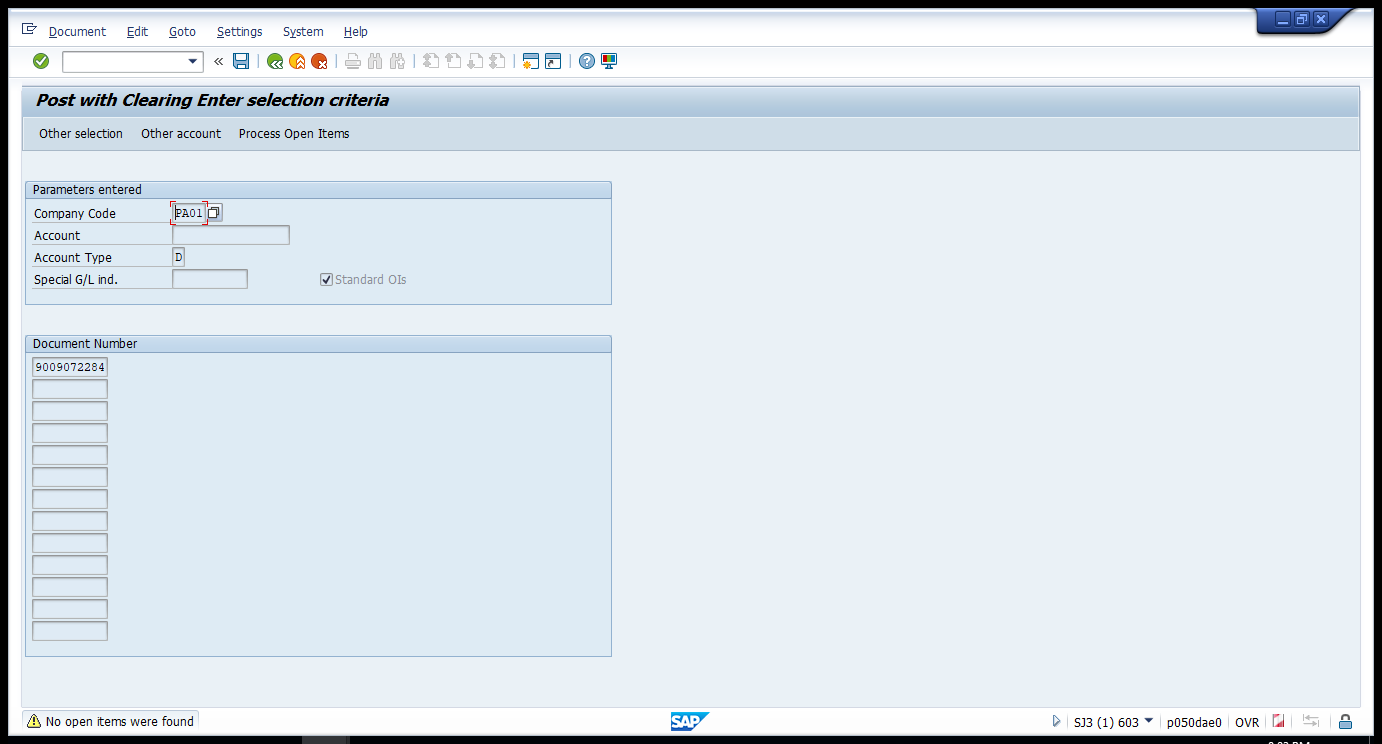 Document Edit Goto Settings System Help
Post with Clearing Enter selection criteria
Other selection Other account Process Open Items
Parameters entered
Company Code PA01
Account
Account Type D
Special G/L ind. Standard OIs
Document Number
9009072284
No open items were found SAP SJ3 (1) 603 p050dae0 OVR